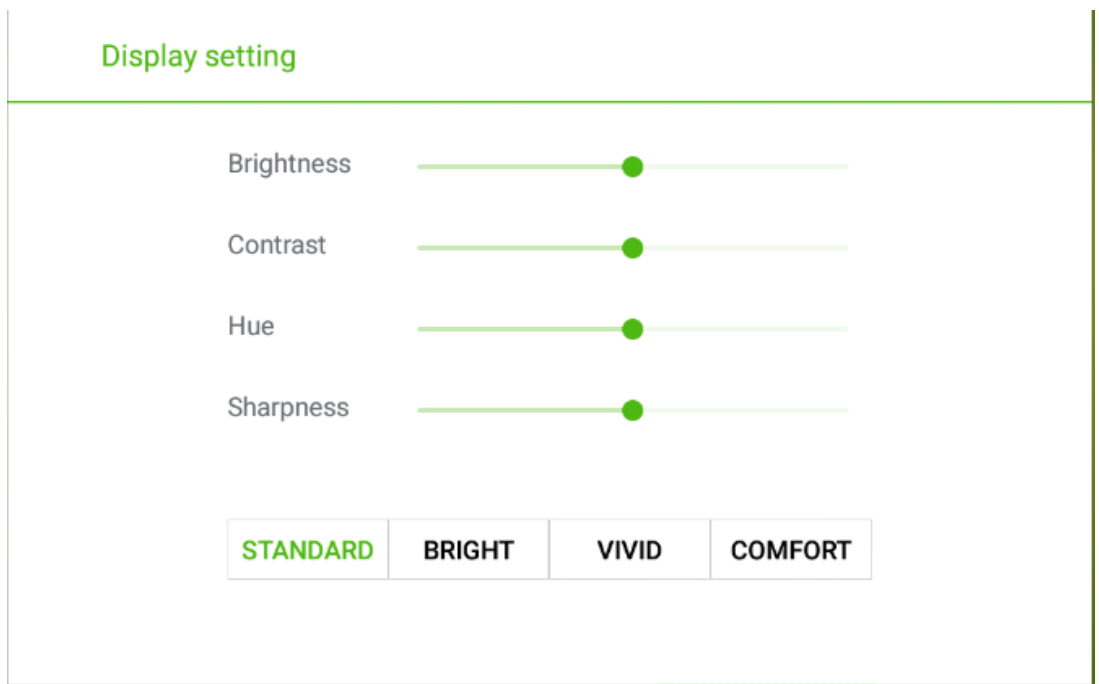 Display setting
Brightness
Contrast
Hue
Sharpness
STANDARD BRIGHT VIVID COMFORT